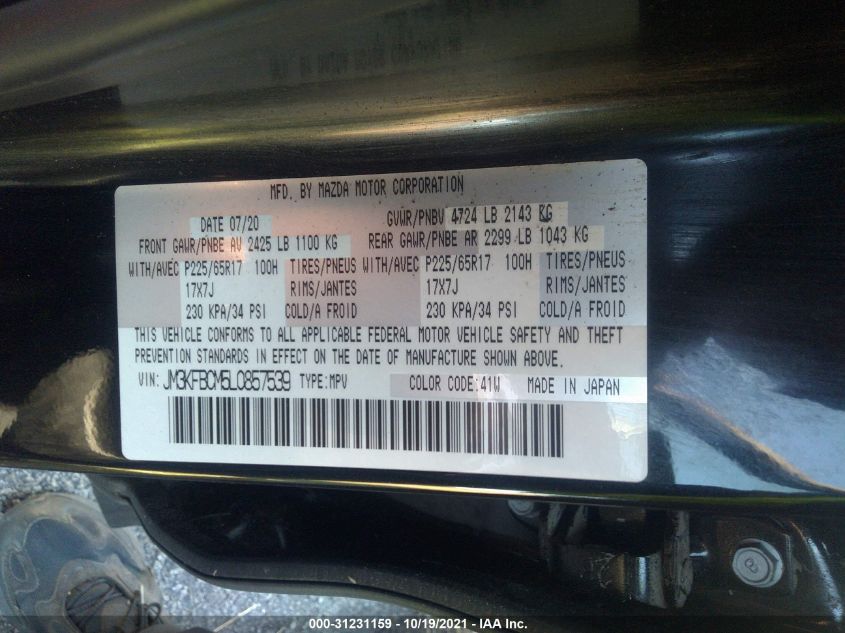 MFD. BY MAZDA MOTOR CORPORATION
DATE 07/20 GVWR/PNBV 4724 LB 2143 KG
FRONT GAWR/PNBE AV 2425 LB 1100 KG REAR GAWR/PNBE AR 2299 LB 1043 KG
WITH/AVEC P225/65R17 100H TIRES/PNEUS WITH/AVEC P225/65R17 100H TIRES/PNEUS
17X7J RIMS/JANTES 17X7J RIMS/JANTES
230 KPA/34 PSI COLD/A FROID 230 KPA/34 PSI COLD/A FROID
THIS VEHICLE CONFORMS TO ALL APPLICABLE FEDERAL MOTOR VEHICLE SAFETY AND THEFT
PREVENTION STANDARDS IN EFFECT ON THE DATE OF MANUFACTURE SHOWN ABOVE.
VIN: JM3KFBCM5L0857539 TYPE:MPV COLOR CODE:41W MADE IN JAPAN
8
000-31231159 - 10/19/2021 - IAA Inc.